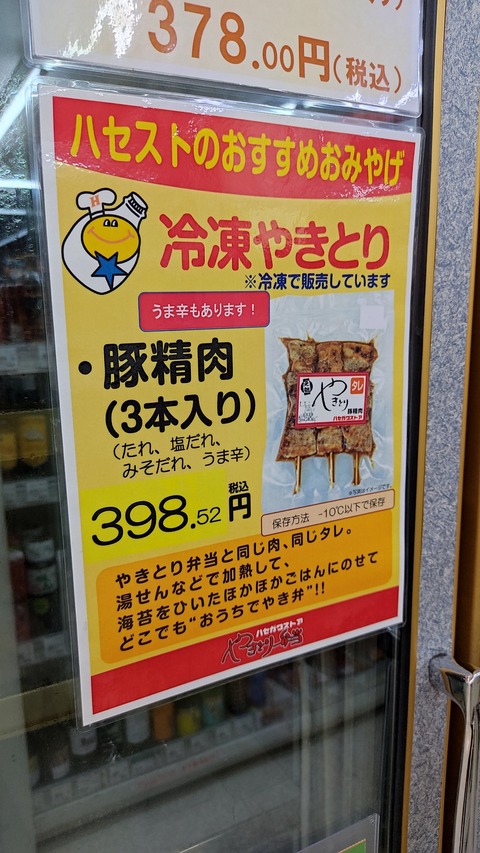 378.00円(税込)
ハセストのおすすめおみやげ
H
冷凍やきとり
※冷凍で販売しています
うま辛もあります！
・豚精肉
(3本入り)
(たれ、塩だれ、
みそだれ、うま辛)
398.52円
税込
やきとり
タレ
豚精肉
ハセガワストア
保存方法 -10℃以下で保存
やきとり弁当と同じ肉、同じタレ。
湯せんなどで加熱して、
海苔をひいたほかほかごはんにのせて
どこでも"おうちでやき弁"!!
ハセガワストア
やきとり弁当